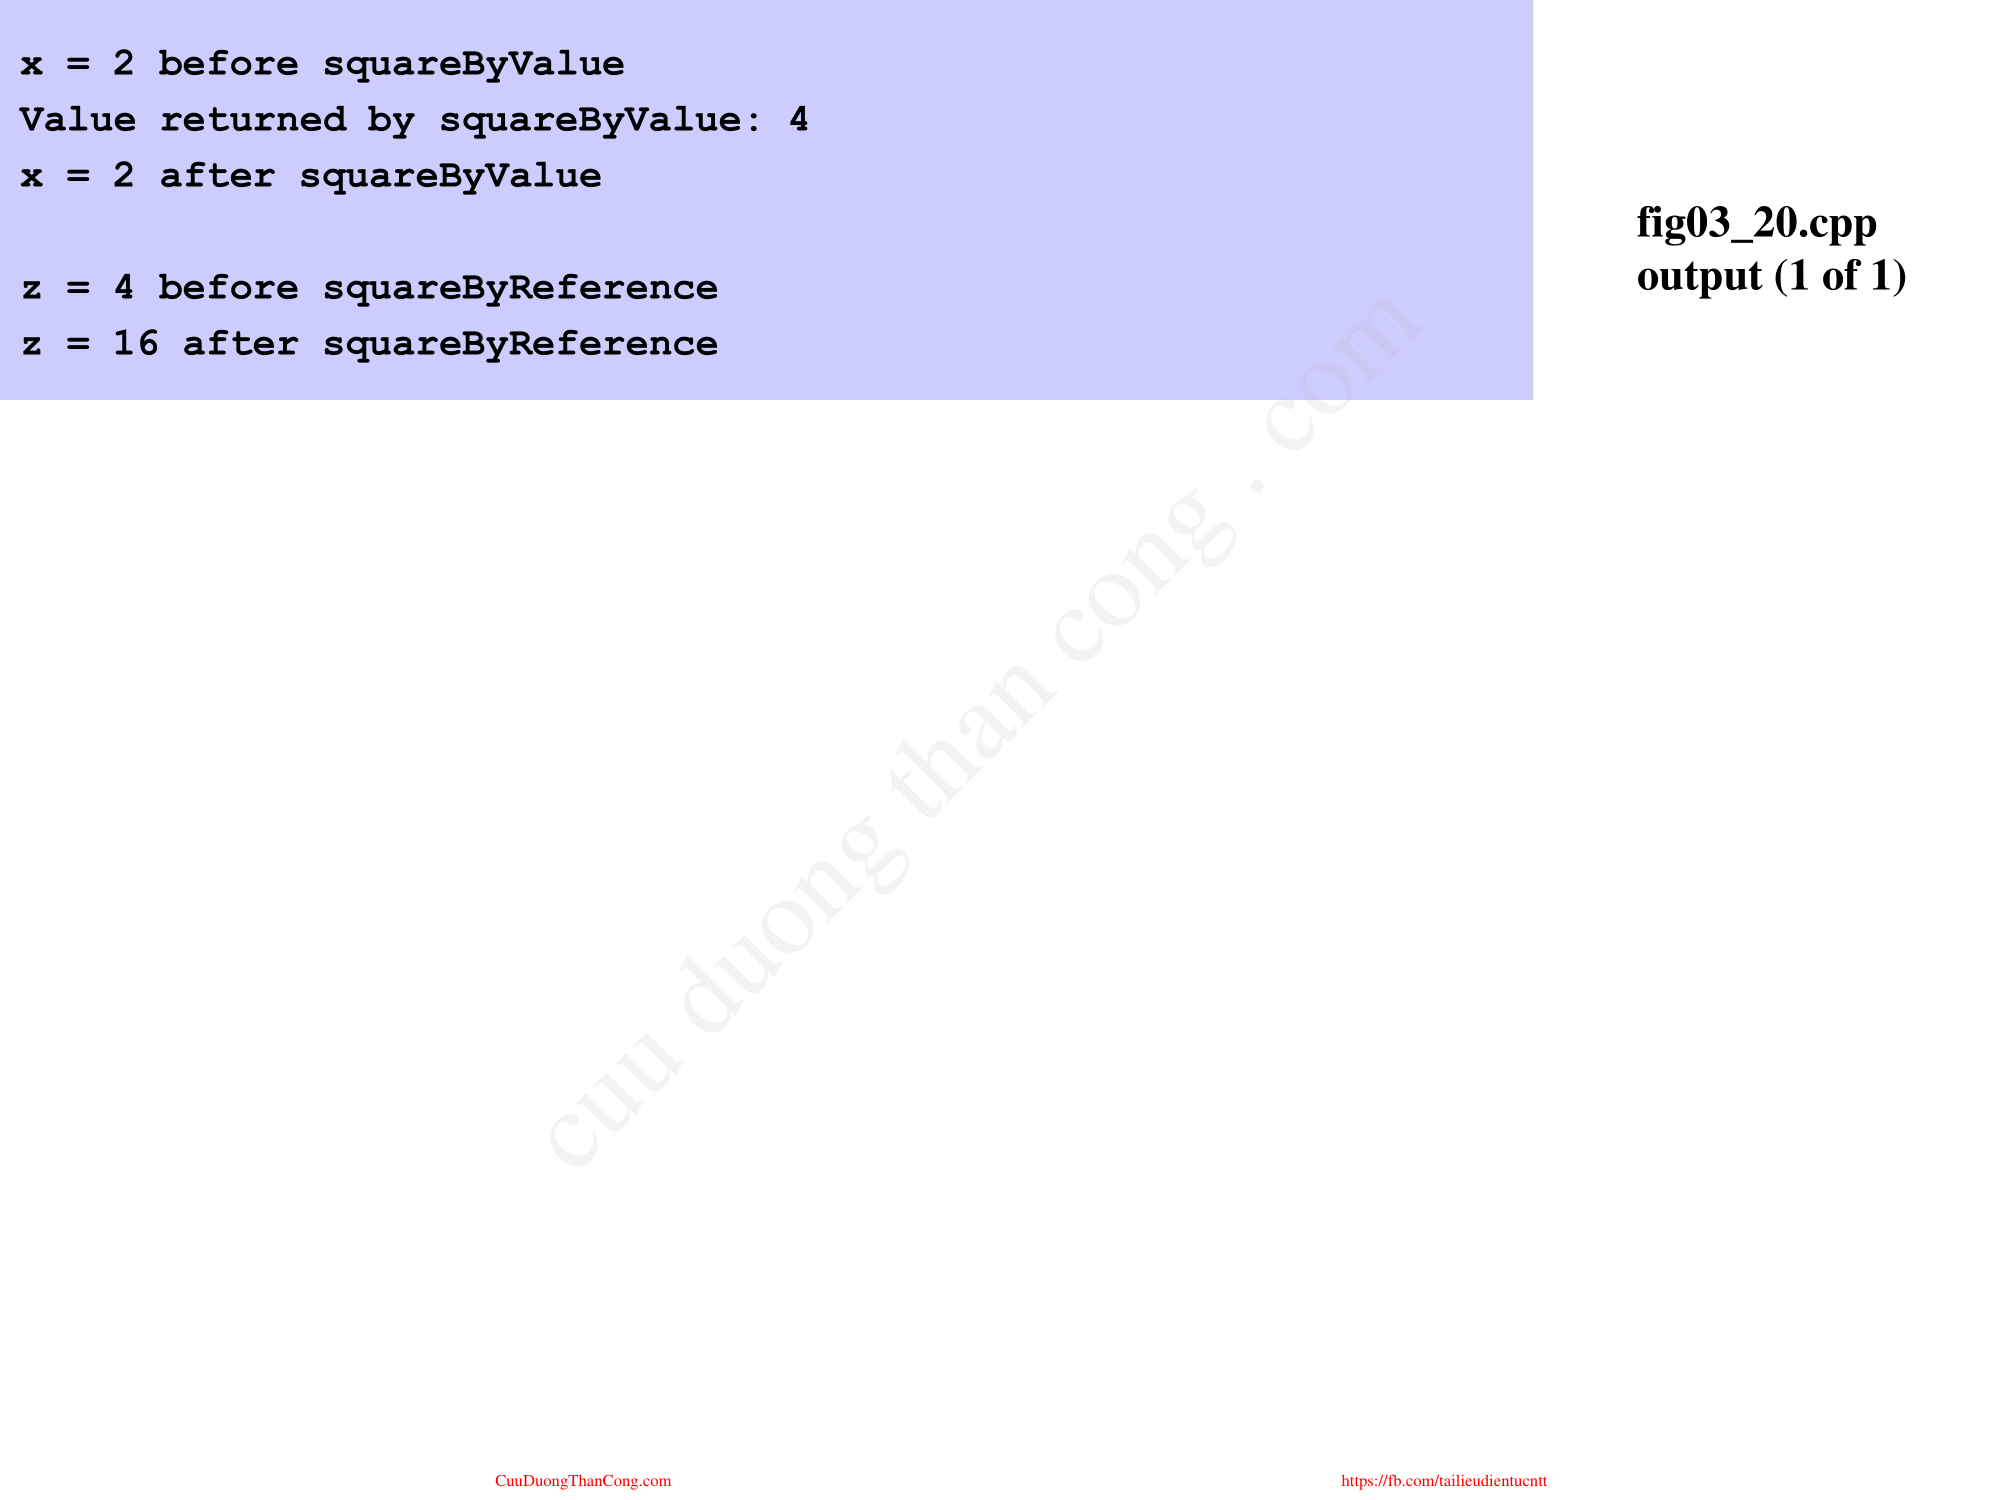 x = 2 before squareByValue
Value returned by squareByValue: 4
x = 2 after squareByValue
z = 4 before squareByReference
z = 16 after squareByReference
fig03_20.cpp
output (1 of 1)
cuu duong than cong . com
CuuDuongThanCong.com
https://fb.com/tailieudientucntt